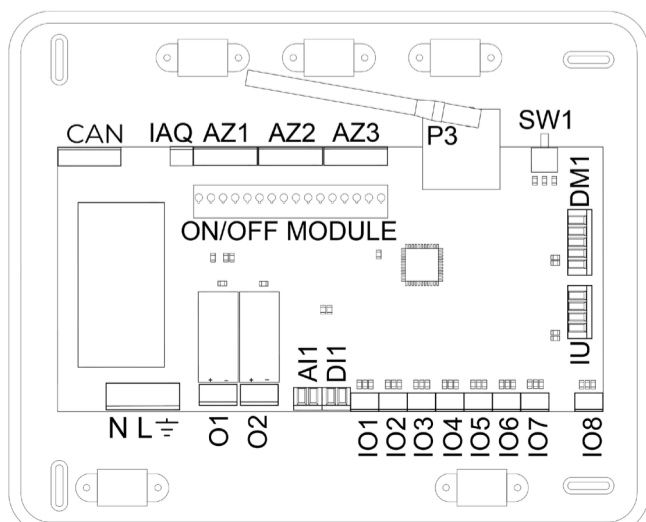 SW1
CAN IAQ AZ1 AZ2 AZ3 P3
DM1
ON/OFF MODULE
IU
AI1
DI1
+ - + -
N L ⏚
O1
O2
IO1
IO2
IO3
IO4
IO5
IO6
IO7
IO8